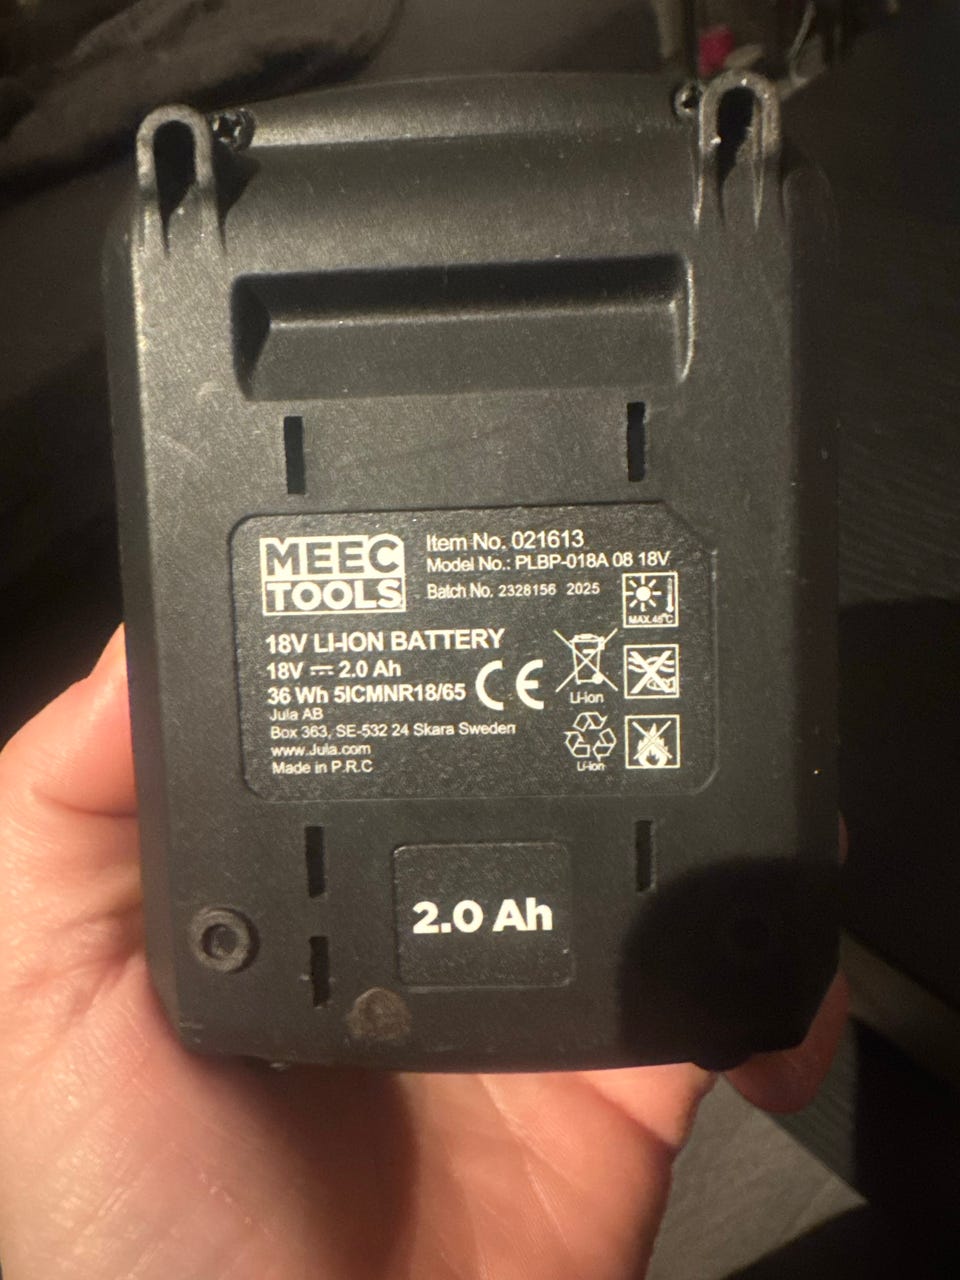 MEEC
TOOLS
Item No. 021613
Model No.: PLBP-018A 08 18V
Batch No. 2328156 2025
MAX.45°C
18V LI-ION BATTERY
18V ⎓ 2.0 Ah
36 Wh 5ICMNR18/65
CE
Li-ion
Jula AB
Box 363, SE-532 24 Skara Sweden
www.Jula.com
Made in P.R.C
Li-ion
2.0 Ah